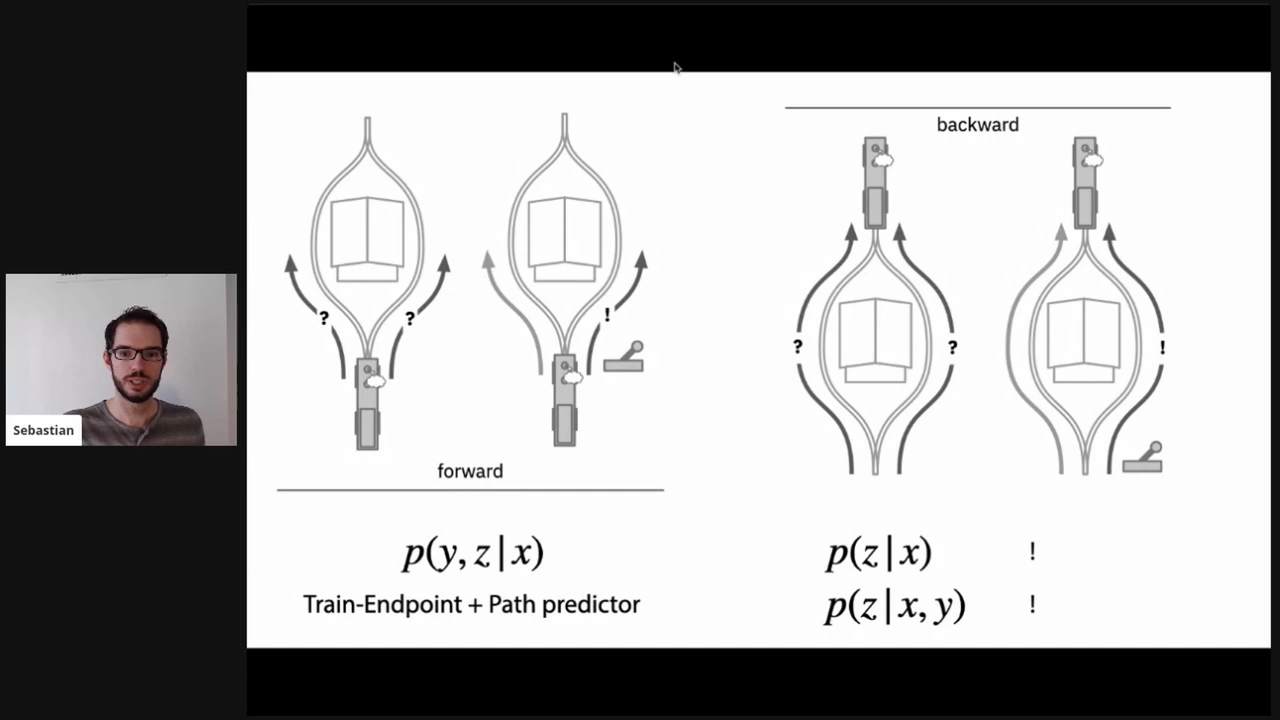 Sebastian
? ? !
forward
p(y, z | x)
Train-Endpoint + Path predictor
backward
? ? !
p(z | x) !
p(z | x, y) !